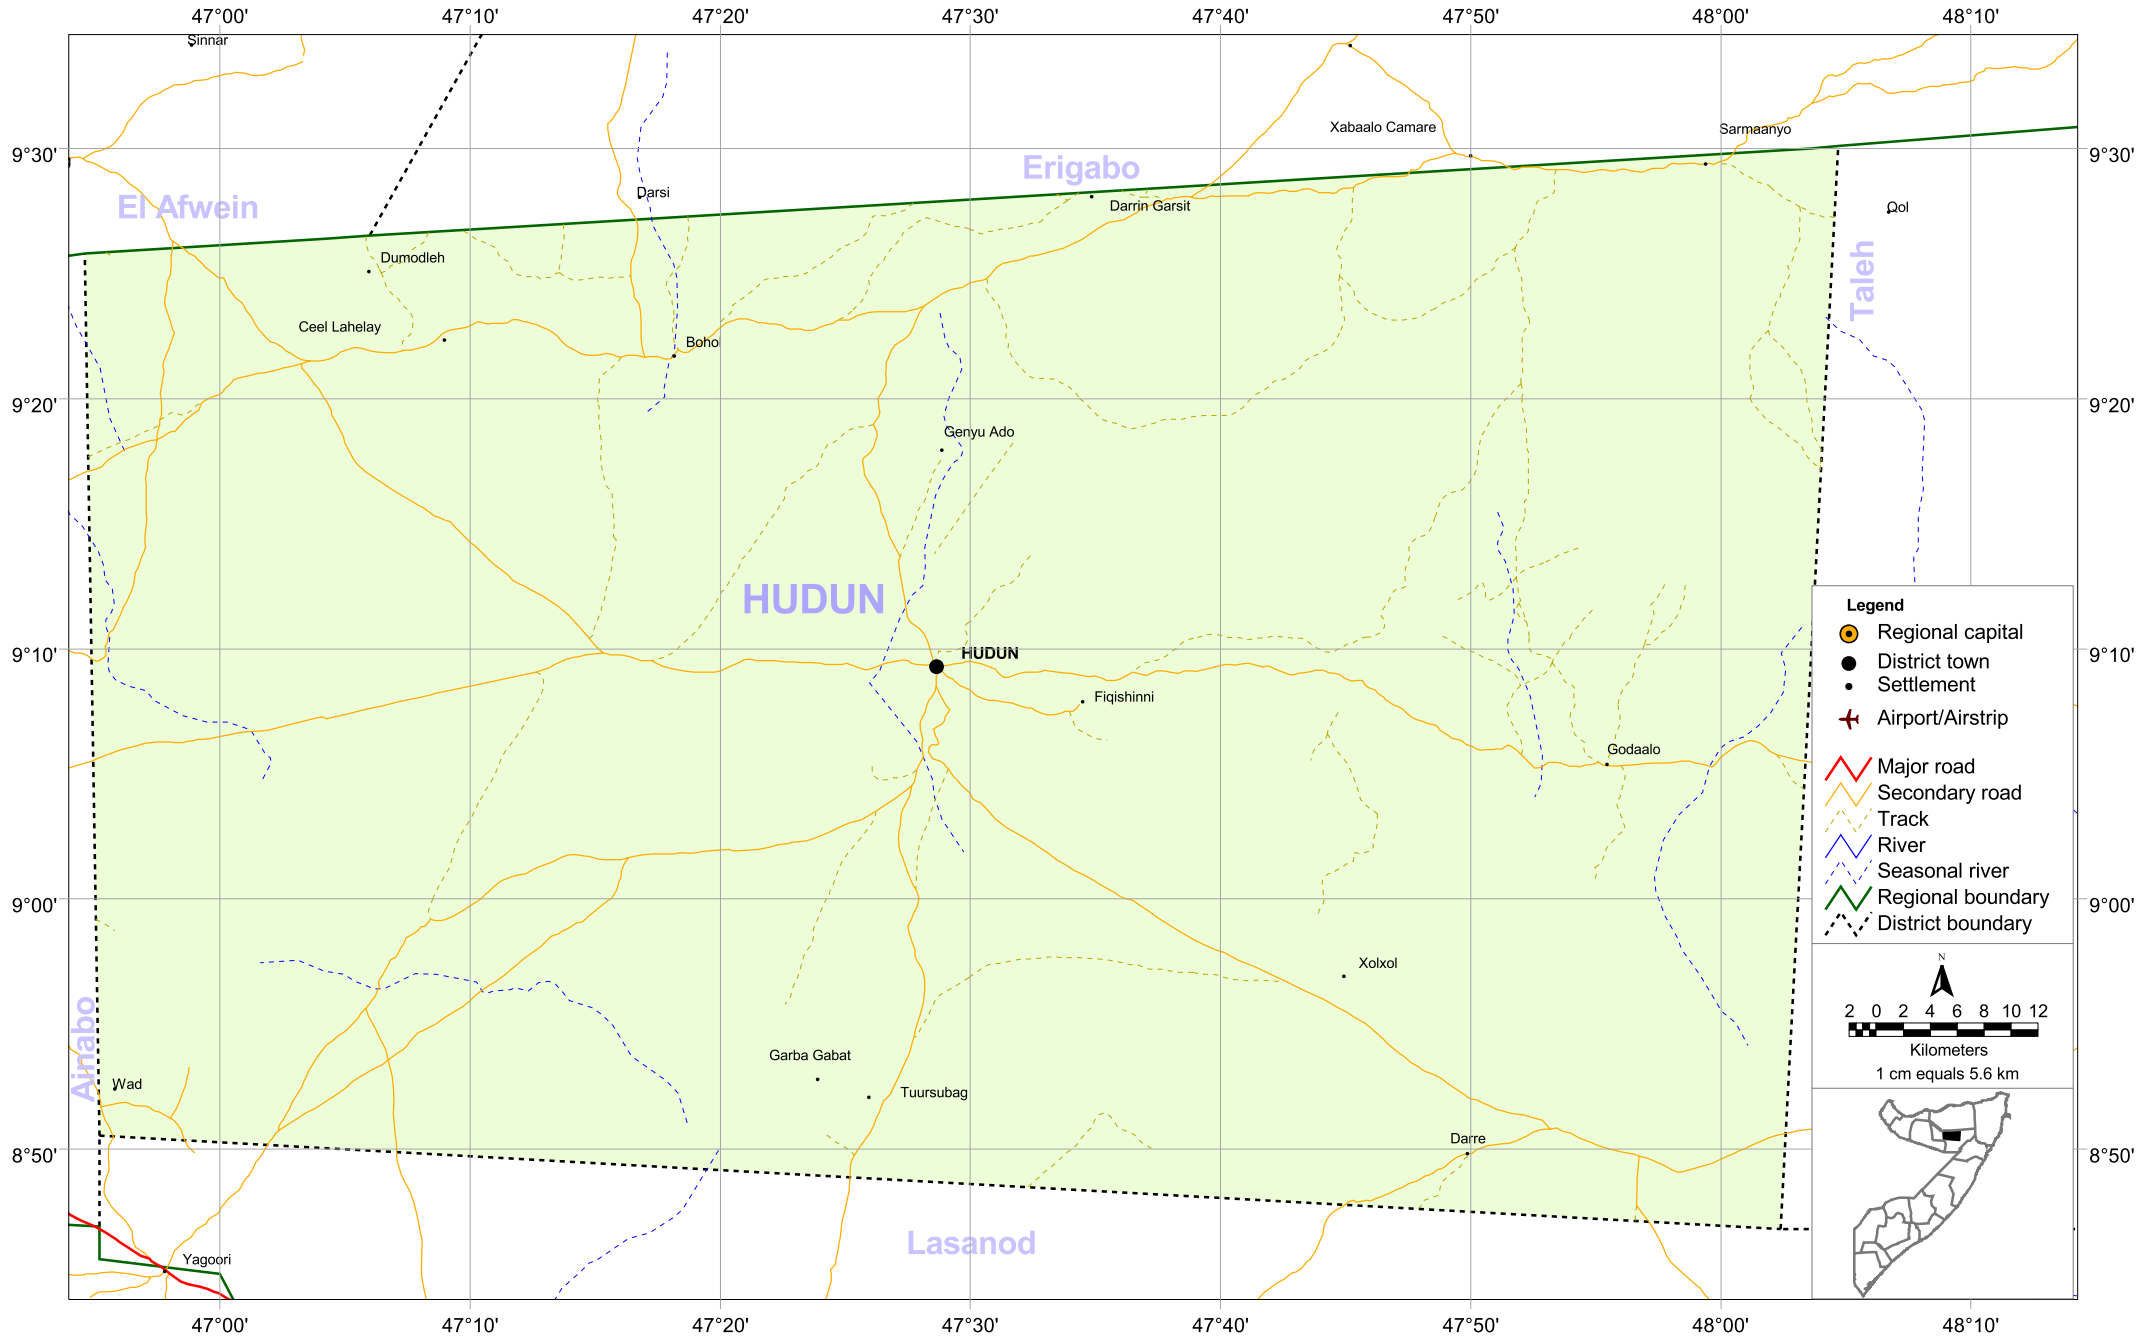 47°00' 47°10' 47°20' 47°30' 47°40' 47°50' 48°00' 48°10'
Sinnar
Xabaalo Camare
Sarmaanyo
9°30' 9°30'
Erigabo
Darsi
El Afwein
Darrin Garsit
Qol
Taleh
Dumodleh
Ceel Lahelay
Boho
9°20' 9°20'
Genyu Ado
HUDUN
9°10' 9°10'
HUDUN
Fiqishinni
Godaalo
9°00' 9°00'
Xolxol
Ainabo
Garba Gabat
Wad
Tuursubag
Darre
8°50' 8°50'
Lasanod
Yagoori
Legend
Regional capital
District town
Settlement
Airport/Airstrip
Major road
Secondary road
Track
River
Seasonal river
Regional boundary
District boundary
N
2 0 2 4 6 8 10 12
Kilometers
1 cm equals 5.6 km
47°00' 47°10' 47°20' 47°30' 47°40' 47°50' 48°00' 48°10'